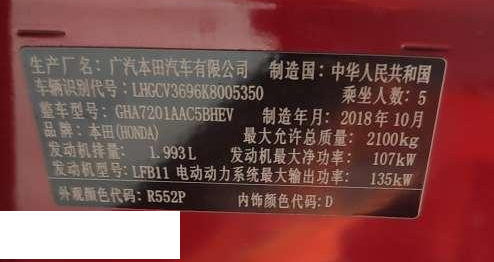 生产厂名：广汽本田汽车有限公司 制造国：中华人民共和国
车辆识别代号：LHGCV3696K8005350 乘坐人数：5
整车型号：GHA7201AAC5BHEV 制造年月：2018年10月
品牌：本田(HONDA) 最大允许总质量：2100kg
发动机排量：1.993L 发动机最大净功率：107kW
发动机型号：LFB11 电动动力系统最大输出功率：135kW
外观颜色代码：R552P 内饰颜色代码：D